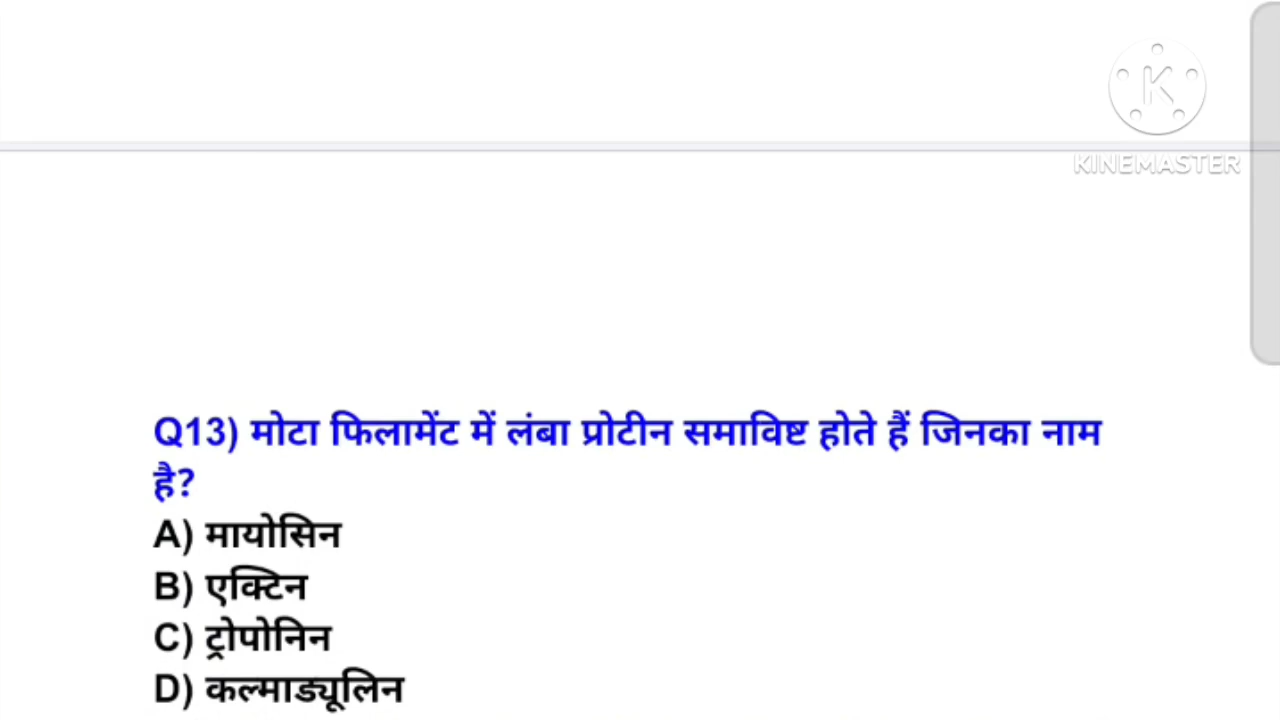 K
KINEMASTER
Q13) मोटा फिलामेंट में लंबा प्रोटीन समाविष्ट होते हैं जिनका नाम
है?
A) मायोसिन
B) एक्टिन
C) ट्रोपोनिन
D) कल्माड्यूलिन